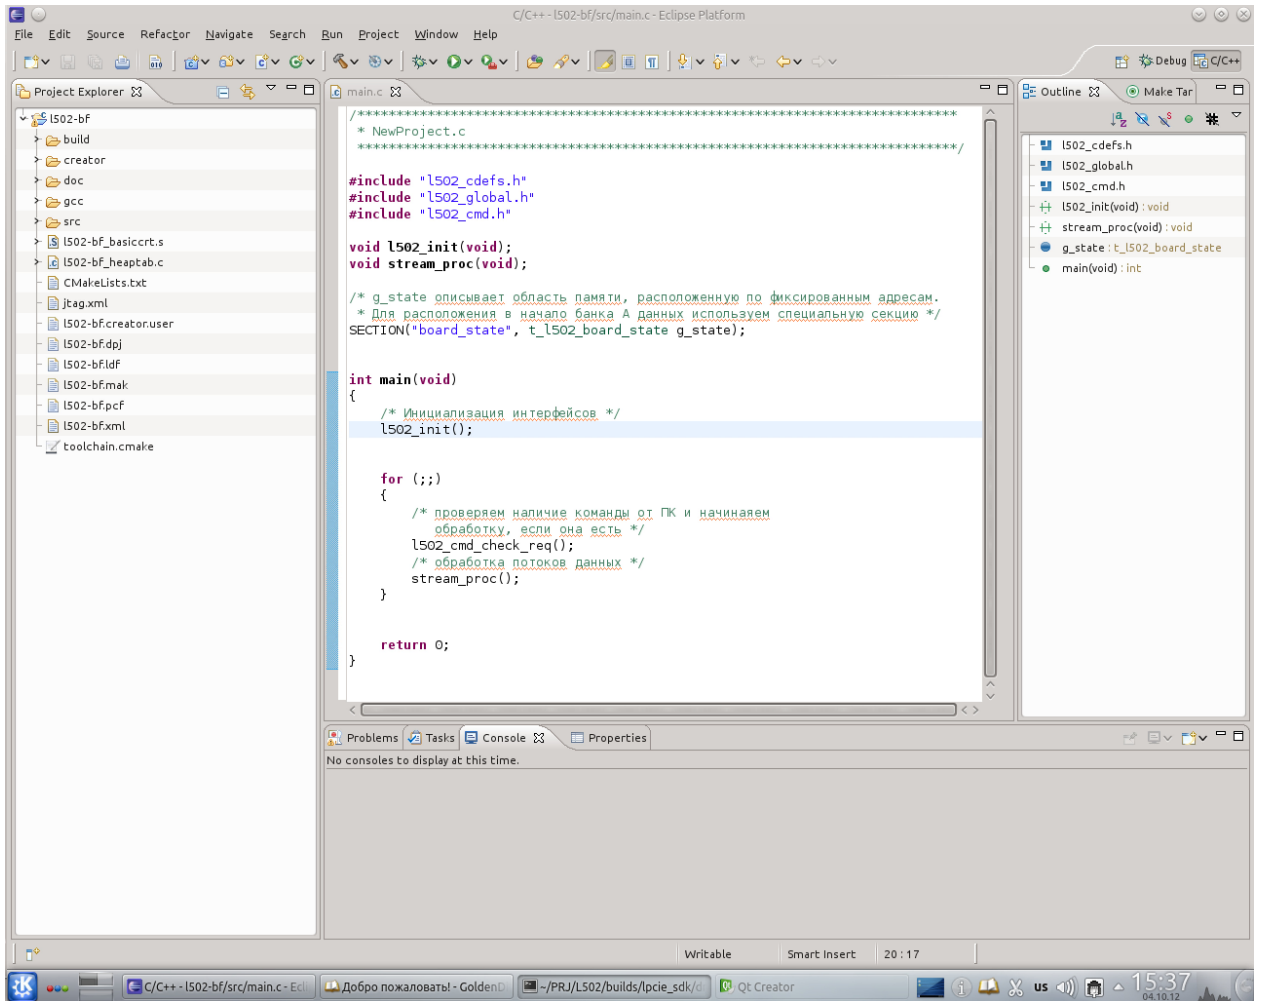 C/C++ - l502-bf/src/main.c - Eclipse Platform
File Edit Source Refactor Navigate Search Run Project Window Help
Debug C/C++
Project Explorer
l502-bf
build
creator
doc
gcc
src
l502-bf_basiccrt.s
l502-bf_heaptab.c
CMakeLists.txt
jtag.xml
l502-bf.creator.user
l502-bf.dpj
l502-bf.ldf
l502-bf.mak
l502-bf.pcf
l502-bf.xml
toolchain.cmake
main.c
/*****************************************************************************
 * NewProject.c
 *****************************************************************************/
#include "l502_cdefs.h"
#include "l502_global.h"
#include "l502_cmd.h"
void l502_init(void);
void stream_proc(void);
/* g_state описывает область памяти, расположенную по фиксированным адресам.
 * Для расположения в начало банка A данных используем специальную секцию */
SECTION("board_state", t_l502_board_state g_state);
int main(void)
{
    /* Инициализация интерфейсов */
    l502_init();
    for (;;)
    {
        /* проверяем наличие команды от ПК и начинаяем
           обработку, если она есть */
        l502_cmd_check_req();
        /* обработка потоков данных */
        stream_proc();
    }
    return 0;
}
Outline Make Tar
l502_cdefs.h
l502_global.h
l502_cmd.h
l502_init(void) : void
stream_proc(void) : void
g_state : t_l502_board_state
main(void) : int
Problems Tasks Console Properties
No consoles to display at this time.
Writable Smart Insert 20 : 17
C/C++ - l502-bf/src/main.c - Ecl Добро пожаловать! - GoldenD ~/PRJ/L502/builds/lpcie_sdk/d Qt Creator us 15:37
04.10.12